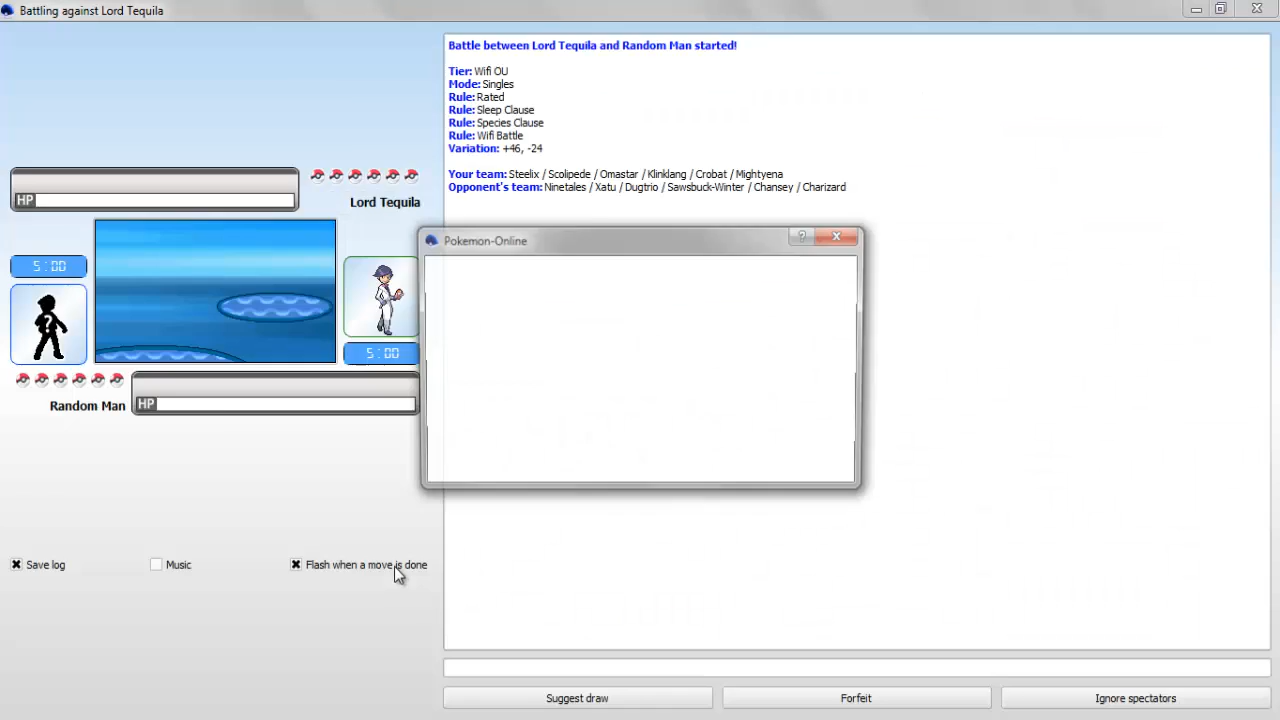 Battling against Lord Tequila
Battle between Lord Tequila and Random Man started!
Tier: Wifi OU
Mode: Singles
Rule: Rated
Rule: Sleep Clause
Rule: Species Clause
Rule: Wifi Battle
Variation: +46, -24
Your team: Steelix / Scolipede / Omastar / Klinklang / Crobat / Mightyena
Opponent's team: Ninetales / Xatu / Dugtrio / Sawsbuck-Winter / Chansey / Charizard
HP
Lord Tequila
Pokemon-Online
?
5:00
?
5:00
HP
Random Man
Save log
Music
Flash when a move is done
Suggest draw
Forfeit
Ignore spectators